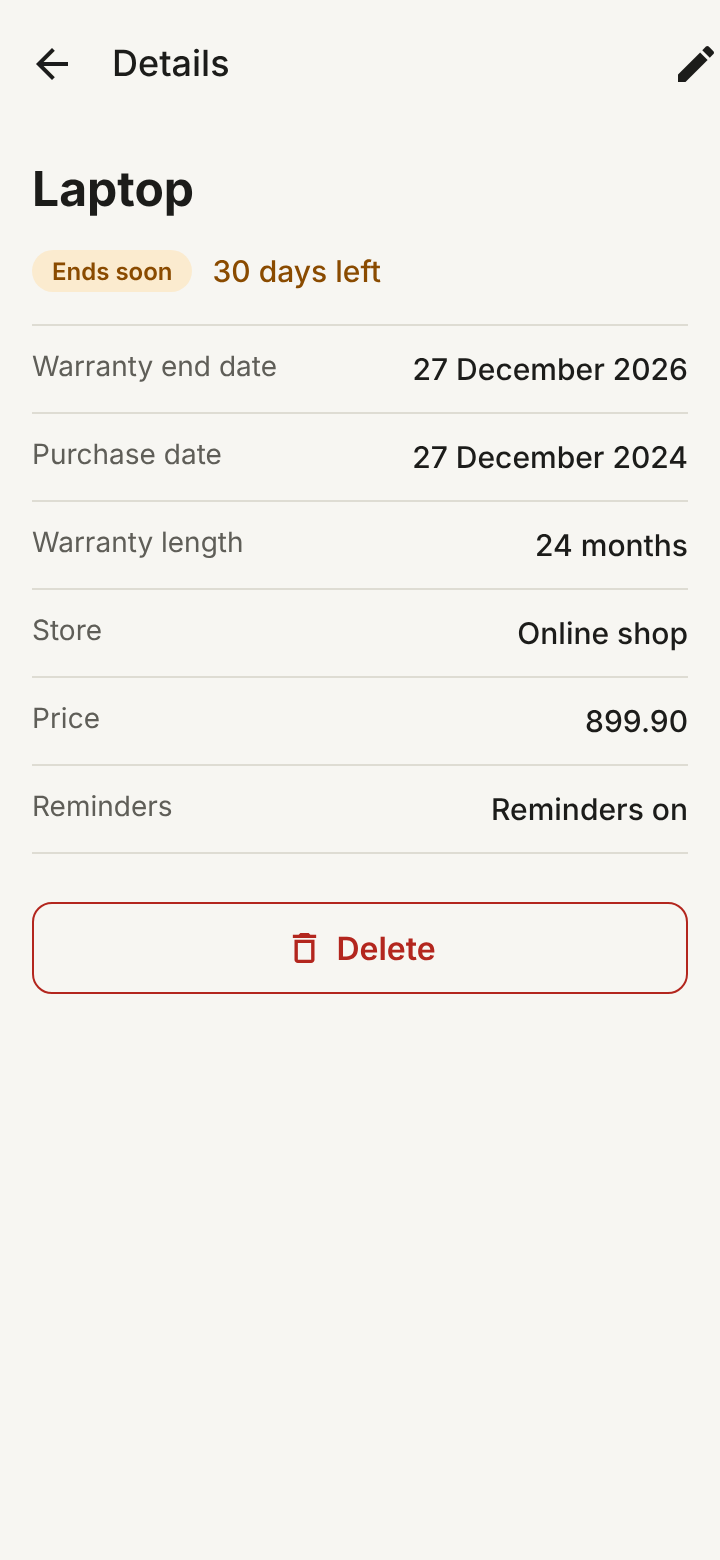 Details
Laptop
Ends soon 30 days left
Warranty end date 27 December 2026
Purchase date 27 December 2024
Warranty length 24 months
Store Online shop
Price 899.90
Reminders Reminders on
Delete